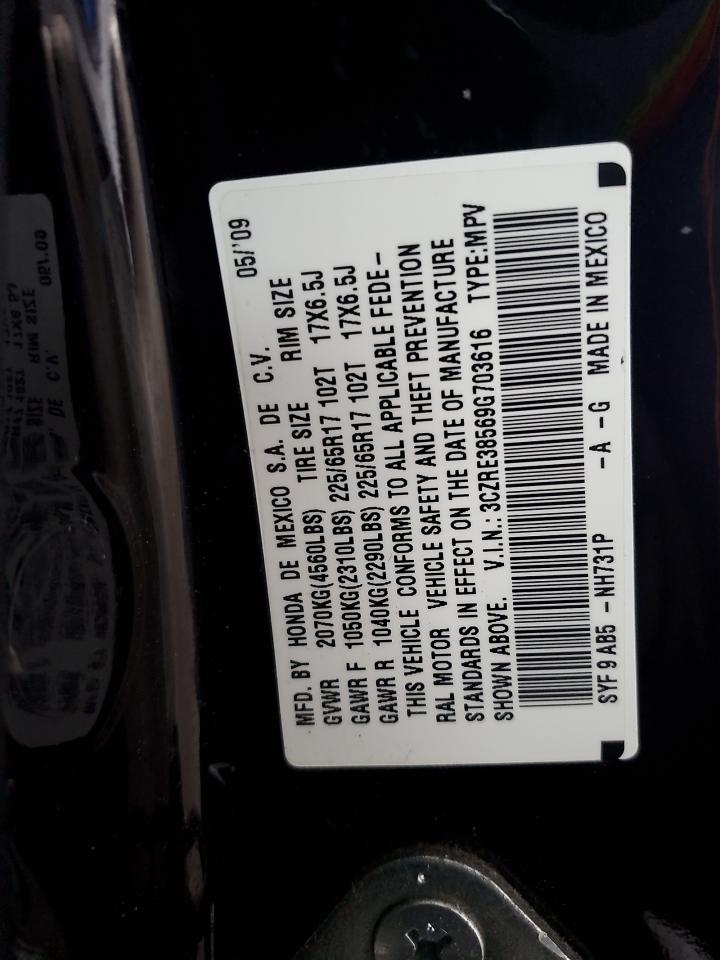 05/'09
MFD. BY HONDA DE MEXICO S.A. DE C.V.
GVWR 2070KG(4560LBS) TIRE SIZE RIM SIZE
GAWR F 1050KG(2310LBS) 225/65R17 102T 17X6.5J
GAWR R 1040KG(2290LBS) 225/65R17 102T 17X6.5J
THIS VEHICLE CONFORMS TO ALL APPLICABLE FEDE-
RAL MOTOR VEHICLE SAFETY AND THEFT PREVENTION
STANDARDS IN EFFECT ON THE DATE OF MANUFACTURE
SHOWN ABOVE. V.I.N.: 3CZRE38569G703616 TYPE:MPV
SYF 9 AB5 -NH731P -A -G MADE IN MEXICO